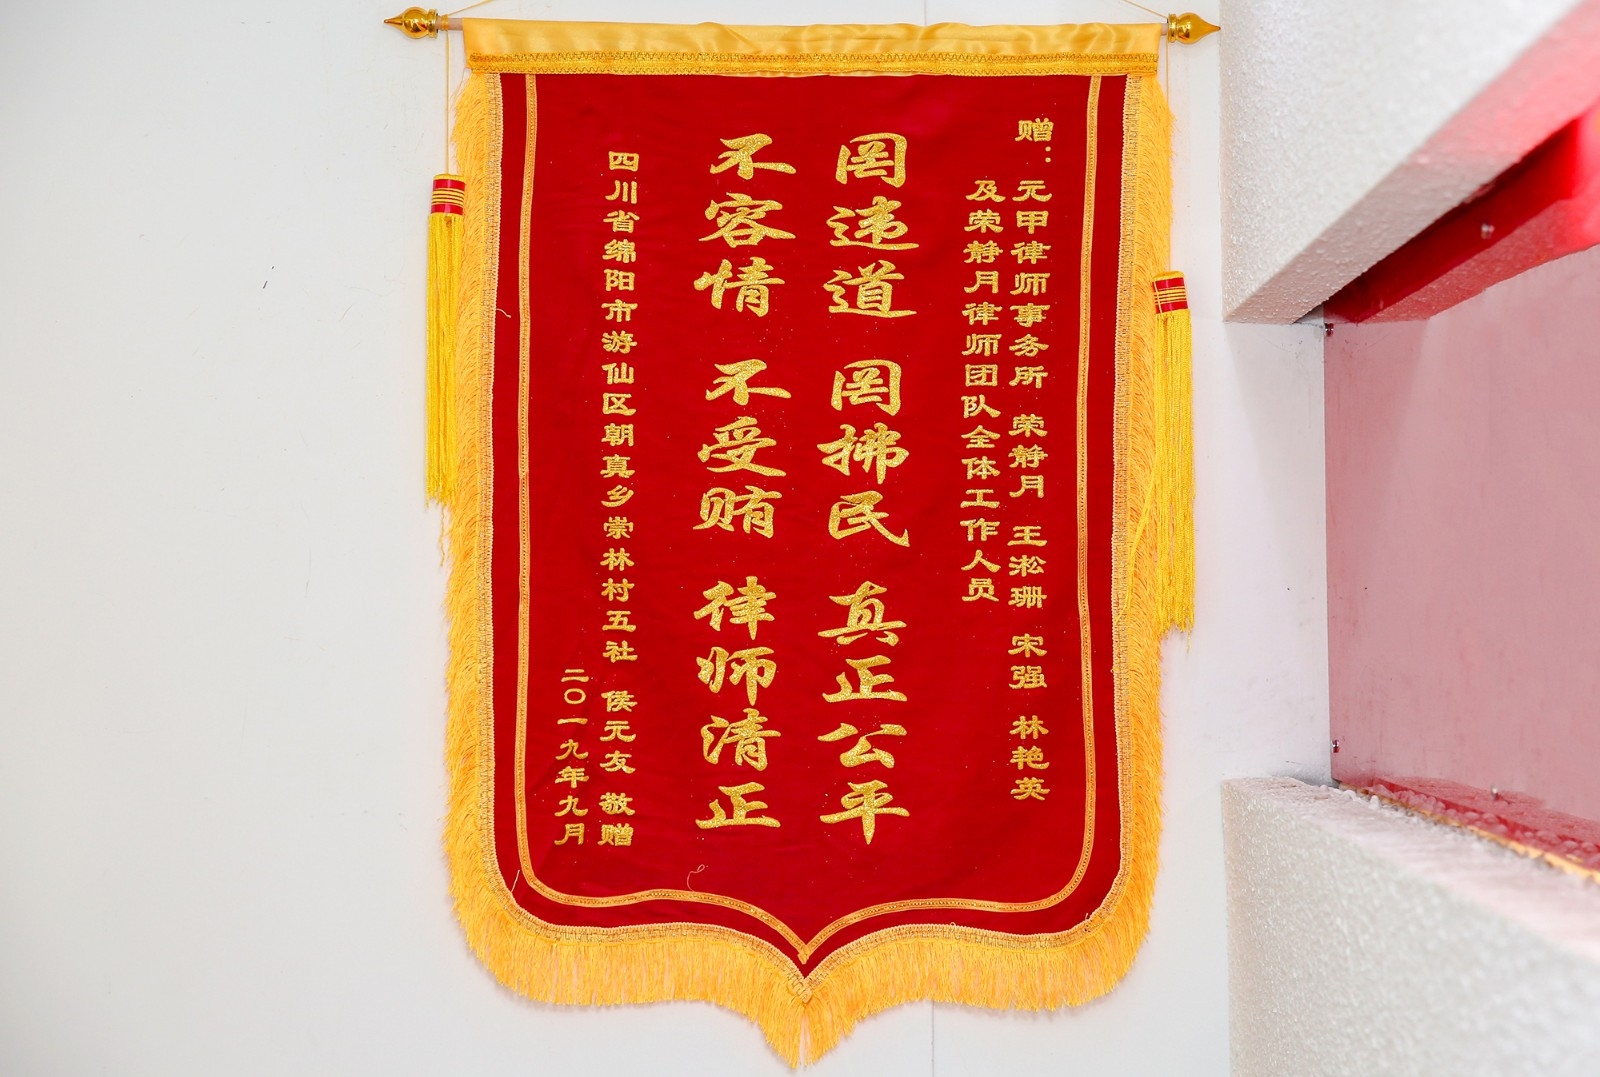 赠：元甲律师事务所 荣静月 王淞珊 宋强 林艳英
及荣静月律师团队全体工作人员
罔违道 罔拂民 真正公平
不容情 不受贿 律师清正
四川省绵阳市游仙区朝真乡崇林村五社 侯元友 敬赠
二〇一九年九月